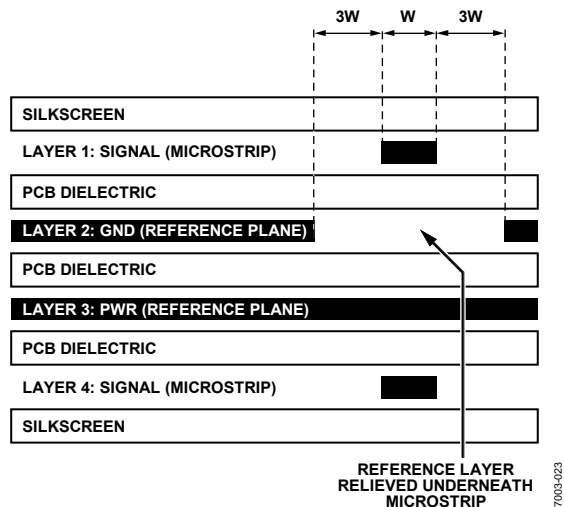 3W W 3W
SILKSCREEN
LAYER 1: SIGNAL (MICROSTRIP)
PCB DIELECTRIC
LAYER 2: GND (REFERENCE PLANE)
PCB DIELECTRIC
LAYER 3: PWR (REFERENCE PLANE)
PCB DIELECTRIC
LAYER 4: SIGNAL (MICROSTRIP)
SILKSCREEN
REFERENCE LAYER
RELIEVED UNDERNEATH
MICROSTRIP
7003-023